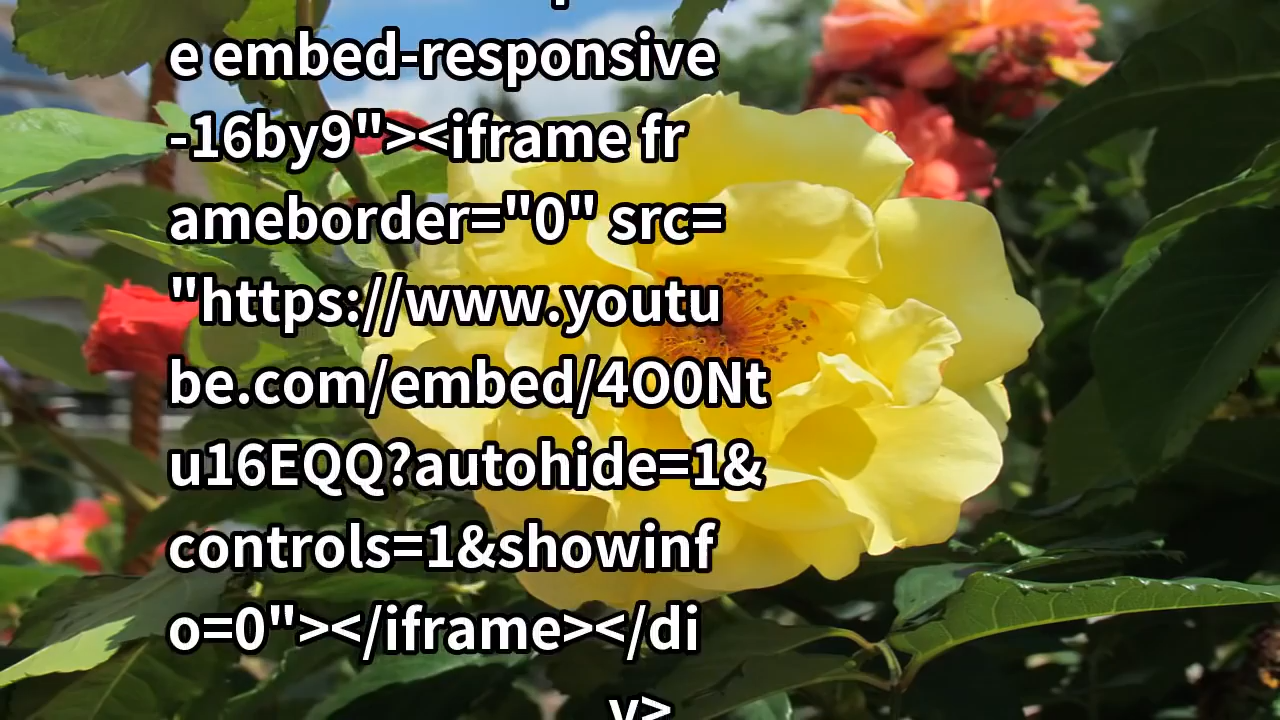 e embed-responsive
-16by9"><iframe fr
ameborder="0" src=
"https://www.youtu
be.com/embed/4O0Nt
u16EQQ?autohide=1&
controls=1&showinf
o=0"></iframe></di
v>